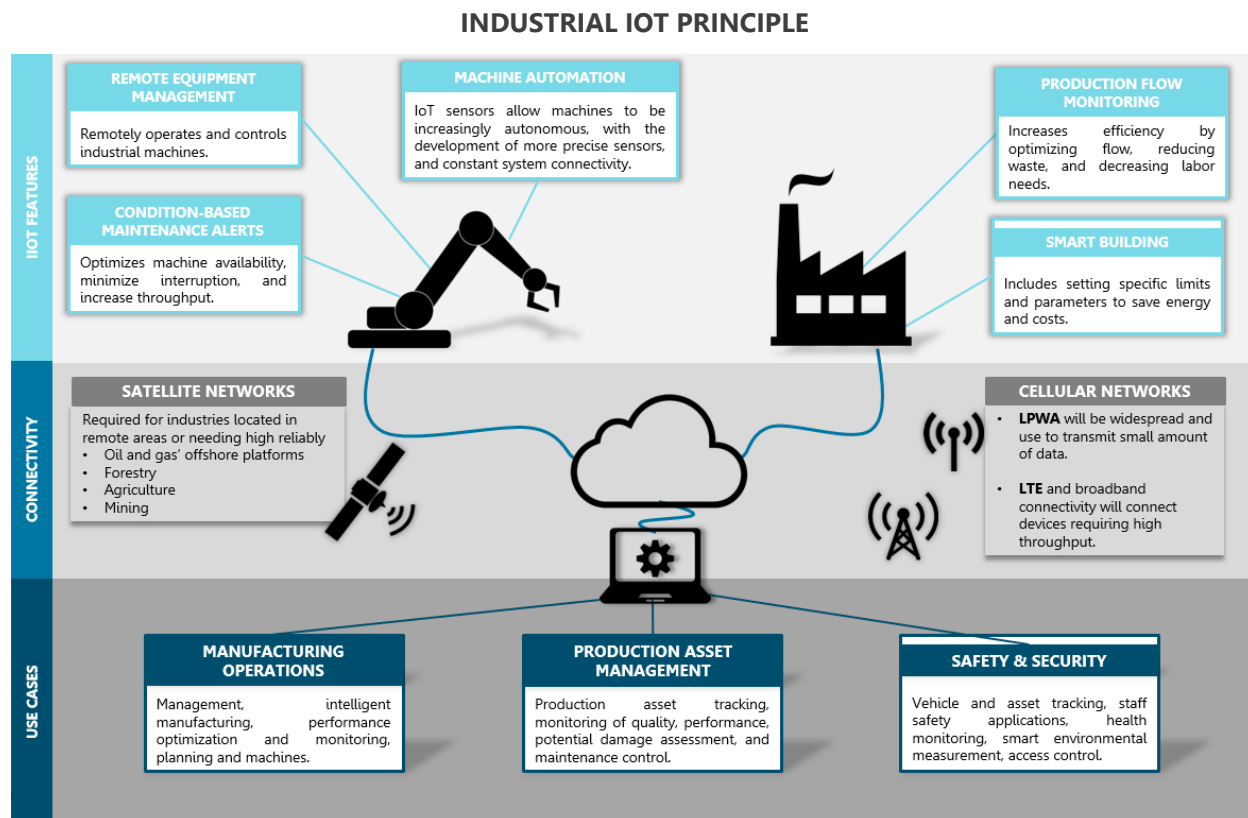 INDUSTRIAL IOT PRINCIPLE
IIOT FEATURES
REMOTE EQUIPMENT
MANAGEMENT
Remotely operates and controls
industrial machines.
MACHINE AUTOMATION
IoT sensors allow machines to be
increasingly autonomous, with the
development of more precise sensors,
and constant system connectivity.
PRODUCTION FLOW
MONITORING
Increases efficiency by
optimizing flow, reducing
waste, and decreasing labor
needs.
CONDITION-BASED
MAINTENANCE ALERTS
Optimizes machine availability,
minimize interruption, and
increase throughput.
SMART BUILDING
Includes setting specific limits
and parameters to save energy
and costs.
CONNECTIVITY
SATELLITE NETWORKS
Required for industries located in
remote areas or needing high reliably
• Oil and gas’ offshore platforms
• Forestry
• Agriculture
• Mining
CELLULAR NETWORKS
• LPWA will be widespread and
use to transmit small amount
of data.
• LTE and broadband
connectivity will connect
devices requiring high
throughput.
USE CASES
MANUFACTURING
OPERATIONS
Management, intelligent
manufacturing, performance
optimization and monitoring,
planning and machines.
PRODUCTION ASSET
MANAGEMENT
Production asset tracking,
monitoring of quality, performance,
potential damage assessment, and
maintenance control.
SAFETY & SECURITY
Vehicle and asset tracking, staff
safety applications, health
monitoring, smart environmental
measurement, access control.